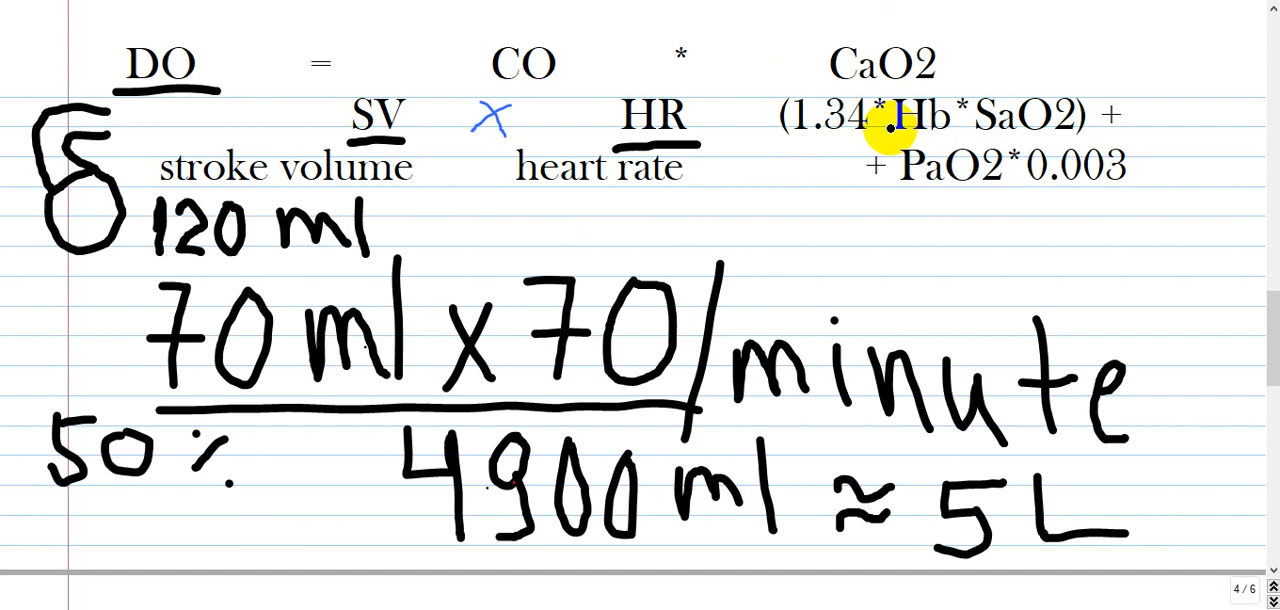 DO = CO * CaO2
SV X HR (1.34*Hb*SaO2) +
stroke volume heart rate + PaO2*0.003
120 ml
70 ml x 70/minute
50 % 4900 ml ≈ 5 L
4 / 6